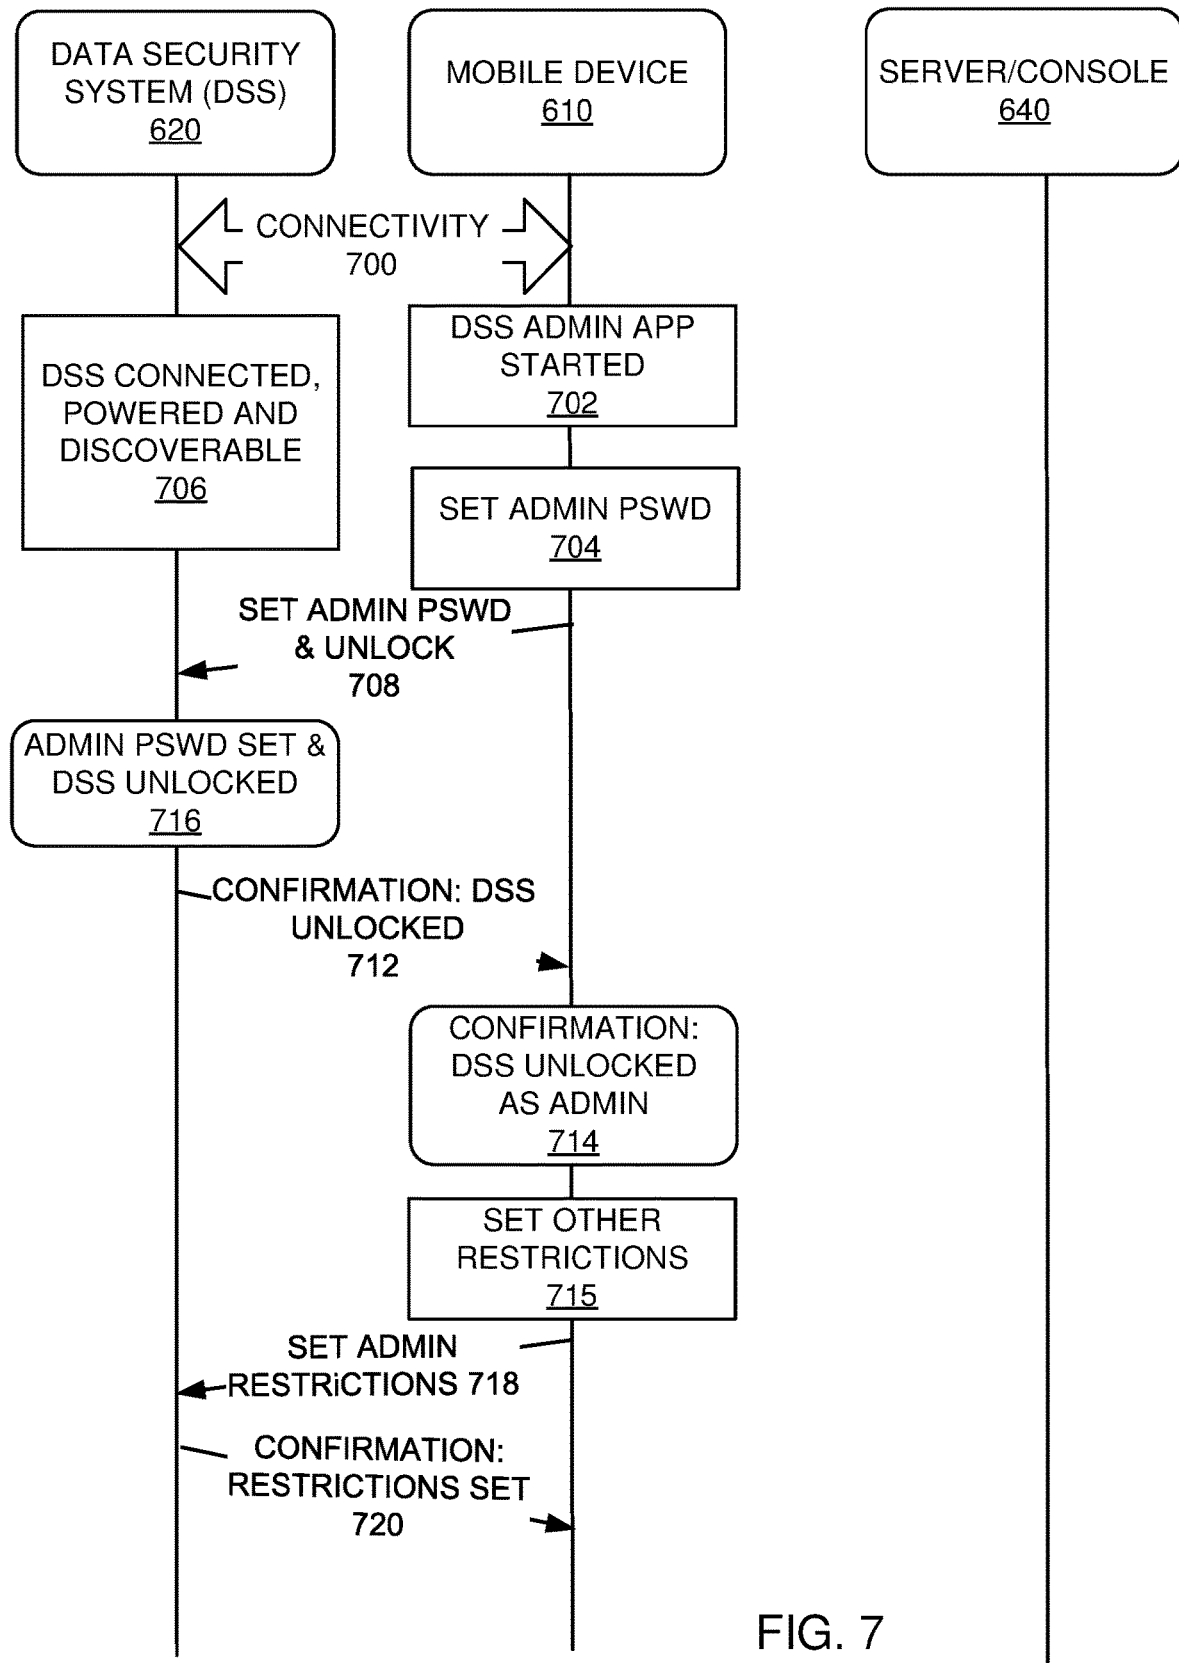 DATA SECURITY
SYSTEM (DSS)
620
MOBILE DEVICE
610
SERVER/CONSOLE
640
CONNECTIVITY
700
DSS CONNECTED,
POWERED AND
DISCOVERABLE
706
DSS ADMIN APP
STARTED
702
SET ADMIN PSWD
704
SET ADMIN PSWD
& UNLOCK
708
ADMIN PSWD SET &
DSS UNLOCKED
716
CONFIRMATION: DSS
UNLOCKED
712
CONFIRMATION:
DSS UNLOCKED
AS ADMIN
714
SET OTHER
RESTRICTIONS
715
SET ADMIN
RESTRiCTIONS 718
CONFIRMATION:
RESTRICTIONS SET
720
FIG. 7